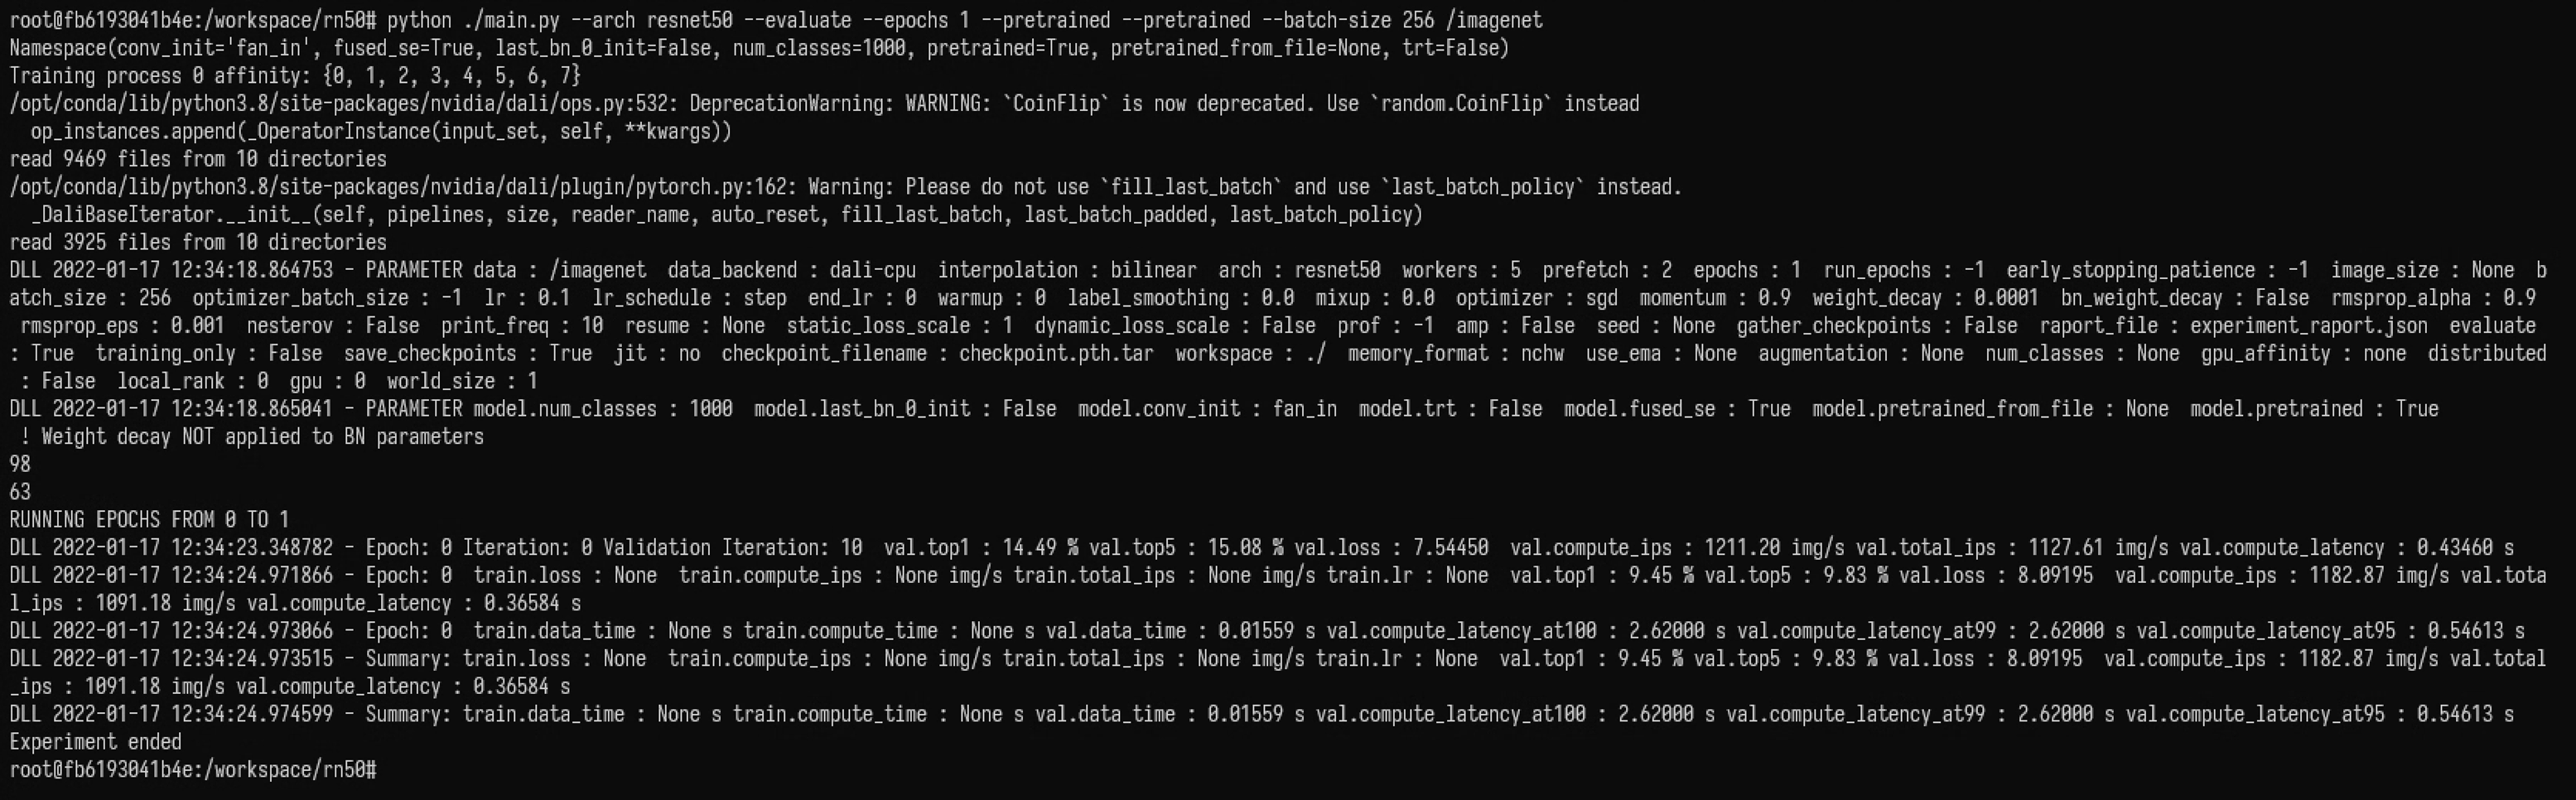 root@fb6193041b4e:/workspace/rn50# python ./main.py --arch resnet50 --evaluate --epochs 1 --pretrained --pretrained --batch-size 256 /imagenet
Namespace(conv_init='fan_in', fused_se=True, last_bn_0_init=False, num_classes=1000, pretrained=True, pretrained_from_file=None, trt=False)
Training process 0 affinity: {0, 1, 2, 3, 4, 5, 6, 7}
/opt/conda/lib/python3.8/site-packages/nvidia/dali/ops.py:532: DeprecationWarning: WARNING: `CoinFlip` is now deprecated. Use `random.CoinFlip` instead
  op_instances.append(_OperatorInstance(input_set, self, **kwargs))
read 9469 files from 10 directories
/opt/conda/lib/python3.8/site-packages/nvidia/dali/plugin/pytorch.py:162: Warning: Please do not use `fill_last_batch` and use `last_batch_policy` instead.
  _DaliBaseIterator.__init__(self, pipelines, size, reader_name, auto_reset, fill_last_batch, last_batch_padded, last_batch_policy)
read 3925 files from 10 directories
DLL 2022-01-17 12:34:18.864753 - PARAMETER data : /imagenet  data_backend : dali-cpu  interpolation : bilinear  arch : resnet50  workers : 5  prefetch : 2  epochs : 1  run_epochs : -1  early_stopping_patience : -1  image_size : None  b
atch_size : 256  optimizer_batch_size : -1  lr : 0.1  lr_schedule : step  end_lr : 0  warmup : 0  label_smoothing : 0.0  mixup : 0.0  optimizer : sgd  momentum : 0.9  weight_decay : 0.0001  bn_weight_decay : False  rmsprop_alpha : 0.9
 rmsprop_eps : 0.001  nesterov : False  print_freq : 10  resume : None  static_loss_scale : 1  dynamic_loss_scale : False  prof : -1  amp : False  seed : None  gather_checkpoints : False  raport_file : experiment_raport.json  evaluate
: True  training_only : False  save_checkpoints : True  jit : no  checkpoint_filename : checkpoint.pth.tar  workspace : ./  memory_format : nchw  use_ema : None  augmentation : None  num_classes : None  gpu_affinity : none  distributed
 : False  local_rank : 0  gpu : 0  world_size : 1
DLL 2022-01-17 12:34:18.865041 - PARAMETER model.num_classes : 1000  model.last_bn_0_init : False  model.conv_init : fan_in  model.trt : False  model.fused_se : True  model.pretrained_from_file : None  model.pretrained : True
 ! Weight decay NOT applied to BN parameters
98
63
RUNNING EPOCHS FROM 0 TO 1
DLL 2022-01-17 12:34:23.348782 - Epoch: 0 Iteration: 0 Validation Iteration: 10  val.top1 : 14.49 % val.top5 : 15.08 % val.loss : 7.54450  val.compute_ips : 1211.20 img/s val.total_ips : 1127.61 img/s val.compute_latency : 0.43460 s
DLL 2022-01-17 12:34:24.971866 - Epoch: 0  train.loss : None  train.compute_ips : None img/s train.total_ips : None img/s train.lr : None  val.top1 : 9.45 % val.top5 : 9.83 % val.loss : 8.09195  val.compute_ips : 1182.87 img/s val.tota
l_ips : 1091.18 img/s val.compute_latency : 0.36584 s
DLL 2022-01-17 12:34:24.973066 - Epoch: 0  train.data_time : None s train.compute_time : None s val.data_time : 0.01559 s val.compute_latency_at100 : 2.62000 s val.compute_latency_at99 : 2.62000 s val.compute_latency_at95 : 0.54613 s
DLL 2022-01-17 12:34:24.973515 - Summary: train.loss : None  train.compute_ips : None img/s train.total_ips : None img/s train.lr : None  val.top1 : 9.45 % val.top5 : 9.83 % val.loss : 8.09195  val.compute_ips : 1182.87 img/s val.total
_ips : 1091.18 img/s val.compute_latency : 0.36584 s
DLL 2022-01-17 12:34:24.974599 - Summary: train.data_time : None s train.compute_time : None s val.data_time : 0.01559 s val.compute_latency_at100 : 2.62000 s val.compute_latency_at99 : 2.62000 s val.compute_latency_at95 : 0.54613 s
Experiment ended
root@fb6193041b4e:/workspace/rn50#